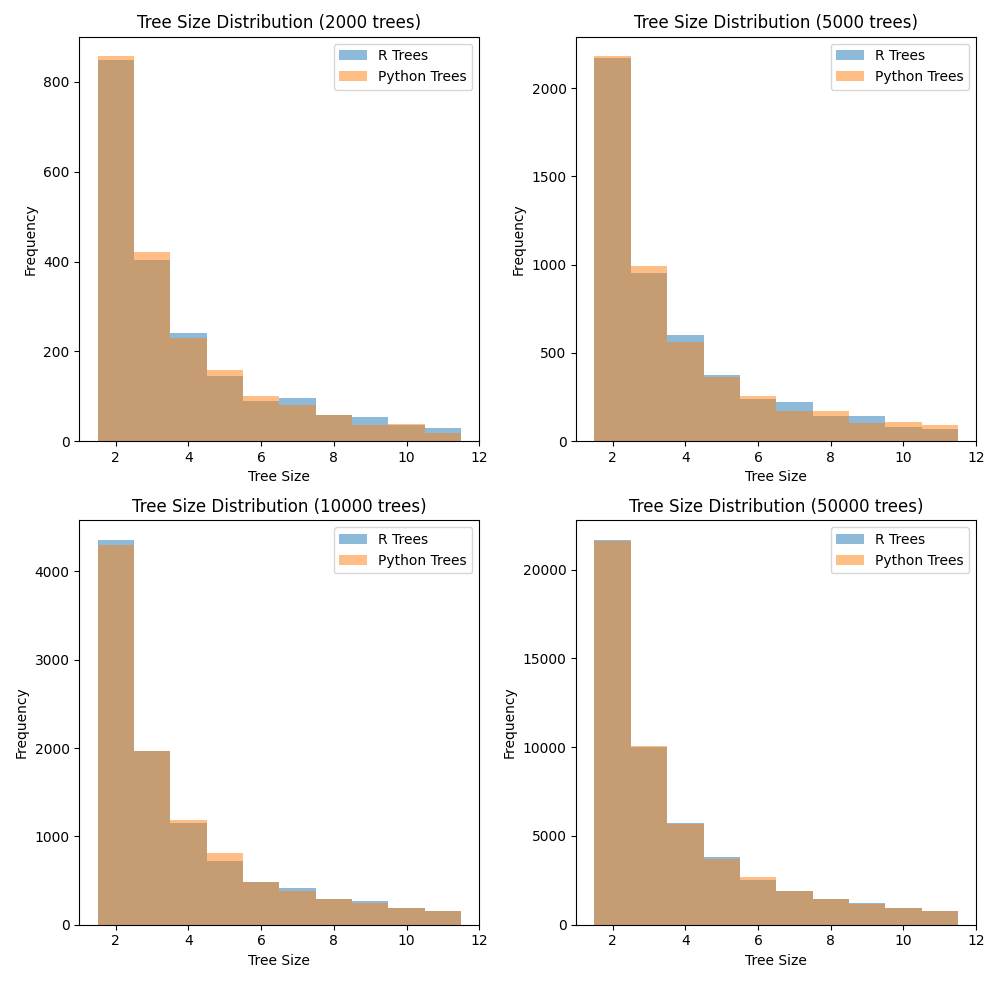 Tree Size Distribution (2000 trees)
R Trees
Python Trees
Frequency
800
600
400
200
0
2 4 6 8 10 12
Tree Size
Tree Size Distribution (5000 trees)
R Trees
Python Trees
Frequency
2000
1500
1000
500
0
2 4 6 8 10 12
Tree Size
Tree Size Distribution (10000 trees)
R Trees
Python Trees
Frequency
4000
3000
2000
1000
0
2 4 6 8 10 12
Tree Size
Tree Size Distribution (50000 trees)
R Trees
Python Trees
Frequency
20000
15000
10000
5000
0
2 4 6 8 10 12
Tree Size